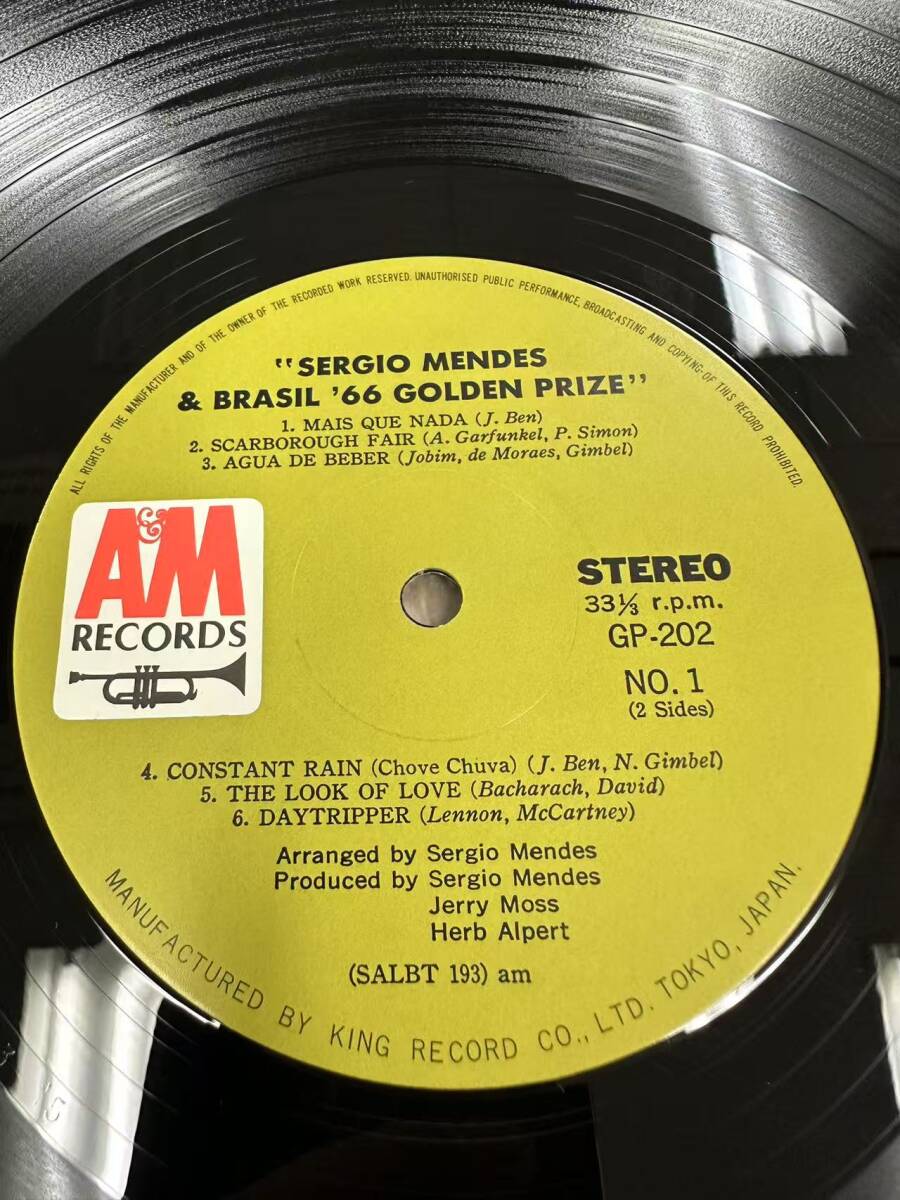 ALL RIGHTS OF THE MANUFACTURER AND OF THE OWNER OF THE RECORDED WORK RESERVED. UNAUTHORISED PUBLIC PERFORMANCE, BROADCASTING AND COPYING-OF THIS RECORD PROHIBITED.
"SERGIO MENDES
& BRASIL '66 GOLDEN PRIZE"
1. MAIS QUE NADA (J. Ben)
2. SCARBOROUGH FAIR (A. Garfunkel, P. Simon)
3. AGUA DE BEBER (Jobim, de Moraes, Gimbel)
A&M
RECORDS
STEREO
33⅓ r.p.m.
GP-202
NO. 1
(2 Sides)
4. CONSTANT RAIN (Chove Chuva) (J. Ben, N. Gimbel)
5. THE LOOK OF LOVE (Bacharach, David)
6. DAYTRIPPER (Lennon, McCartney)
Arranged by Sergio Mendes
Produced by Sergio Mendes
Jerry Moss
Herb Alpert
(SALBT 193) am
MANUFACTURED BY KING RECORD CO., LTD. TOKYO, JAPAN.